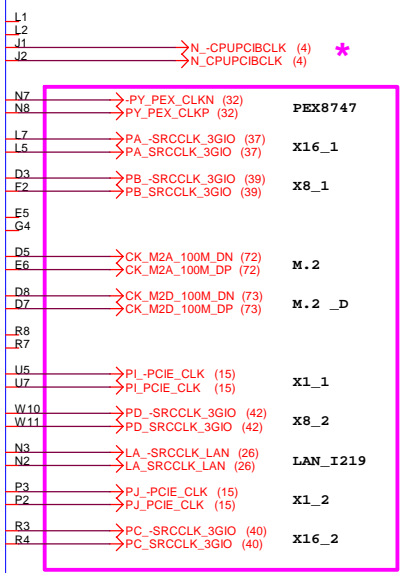 L1
L2
J1 N_-CPUPCIBCLK (4) *
J2 N_CPUPCIBCLK (4)
N7 -PY_PEX_CLKN (32)
N8 PY_PEX_CLKP (32)
PEX8747
L7 PA_-SRCCLK_3GIO (37)
L5 PA_SRCCLK_3GIO (37)
X16_1
D3 PB_-SRCCLK_3GIO (39)
F2 PB_SRCCLK_3GIO (39)
X8_1
E5
G4
D5 CK_M2A_100M_DN (72)
E6 CK_M2A_100M_DP (72)
M.2
D8 CK_M2D_100M_DN (73)
D7 CK_M2D_100M_DP (73)
M.2 _D
R8
R7
U5 PI_-PCIE_CLK (15)
U7 PI_PCIE_CLK (15)
X1_1
W10 PD_-SRCCLK_3GIO (42)
W11 PD_SRCCLK_3GIO (42)
X8_2
N3 LA_-SRCCLK_LAN (26)
N2 LA_SRCCLK_LAN (26)
LAN_I219
P3 PJ_-PCIE_CLK (15)
P2 PJ_PCIE_CLK (15)
X1_2
R3 PC_-SRCCLK_3GIO (40)
R4 PC_SRCCLK_3GIO (40)
X16_2